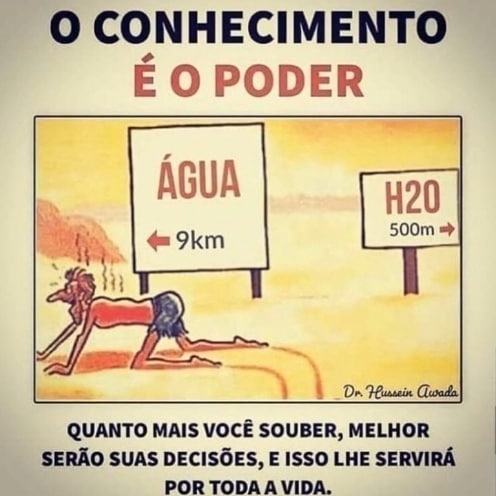 O CONHECIMENTO
É O PODER
ÁGUA
← 9km
H20
500m →
Dr. Hussein Awada
QUANTO MAIS VOCÊ SOUBER, MELHOR
SERÃO SUAS DECISÕES, E ISSO LHE SERVIRÁ
POR TODA A VIDA.